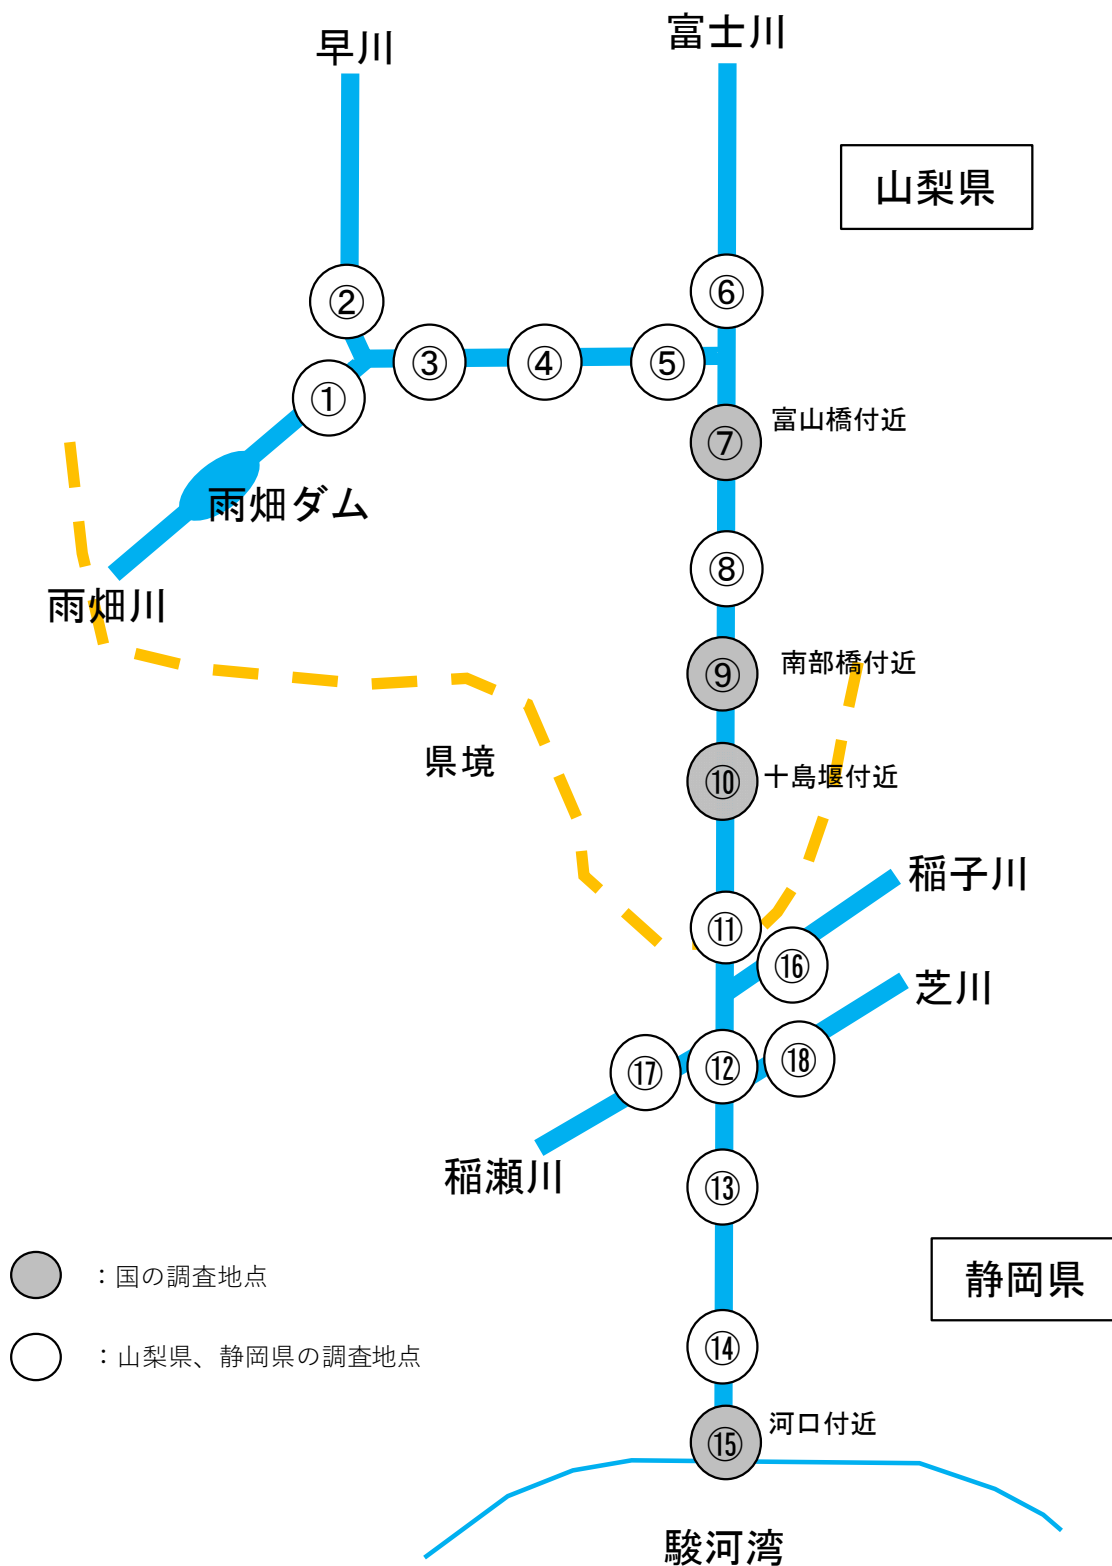 早川
富士川
山梨県
⑥
②
③
④
⑤
①
⑦
富山橋付近
雨畑ダム
⑧
雨畑川
⑨
南部橋付近
県境
⑩
十島堰付近
稲子川
⑪
⑯
芝川
⑰
⑫
⑱
稲瀬川
⑬
：国の調査地点
静岡県
：山梨県、静岡県の調査地点
⑭
河口付近
⑮
駿河湾